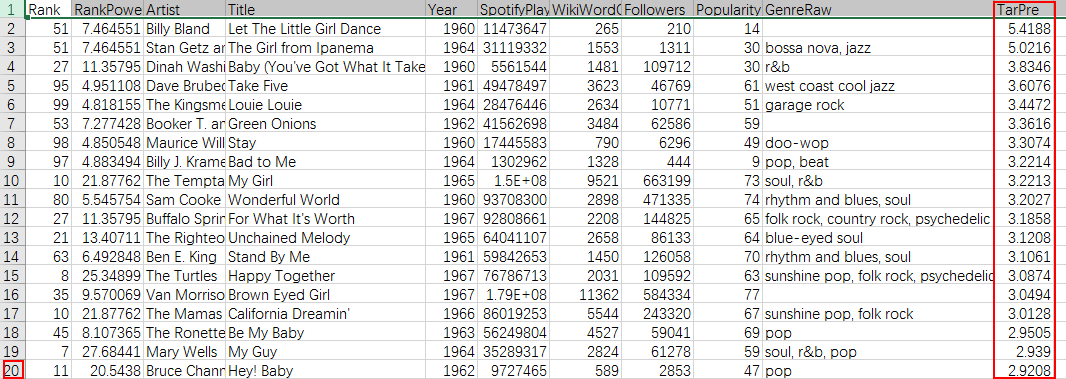 1 Rank RankPowe Artist Title Year SpotifyPlay WikiWordC Followers Popularity GenreRaw TarPre
2 51 7.464551 Billy Bland Let The Little Girl Dance 1960 11473647 265 210 14 5.4188
3 51 7.464551 Stan Getz ar The Girl from Ipanema 1964 31119332 1553 1311 30 bossa nova, jazz 5.0216
4 27 11.35795 Dinah Washi Baby (You've Got What It Take 1960 5561544 1481 109712 30 r&b 3.8346
5 95 4.951108 Dave Brubec Take Five 1961 49478497 3623 46769 61 west coast cool jazz 3.6076
6 99 4.818155 The Kingsme Louie Louie 1964 28476446 2634 10771 51 garage rock 3.4472
7 53 7.277428 Booker T. an Green Onions 1962 41562698 3484 62586 59 3.3616
8 98 4.850548 Maurice Will Stay 1960 17445583 790 6296 49 doo-wop 3.3074
9 97 4.883494 Billy J. Krame Bad to Me 1964 1302962 1328 444 9 pop, beat 3.2214
10 10 21.87762 The Tempta My Girl 1965 1.5E+08 9521 663199 73 soul, r&b 3.2213
11 80 5.545754 Sam Cooke Wonderful World 1960 93708300 2898 471335 74 rhythm and blues, soul 3.2027
12 27 11.35795 Buffalo Sprin For What It's Worth 1967 92808661 2208 144825 65 folk rock, country rock, psychedelic 3.1858
13 21 13.40711 The Righteo Unchained Melody 1965 64041107 2658 86133 64 blue-eyed soul 3.1208
14 63 6.492848 Ben E. King Stand By Me 1961 59842653 1450 126058 70 rhythm and blues, soul 3.1061
15 8 25.34899 The Turtles Happy Together 1967 76786713 2031 109592 63 sunshine pop, folk rock, psychedelic 3.0874
16 35 9.570069 Van Morriso Brown Eyed Girl 1967 1.79E+08 11362 584334 77 3.0494
17 10 21.87762 The Mamas California Dreamin' 1966 86019253 5544 243320 67 sunshine pop, folk rock 3.0128
18 45 8.107365 The Ronette Be My Baby 1963 56249804 4527 59041 69 pop 2.9505
19 7 27.68441 Mary Wells My Guy 1964 35289317 2824 61278 59 soul, r&b, pop 2.939
20 11 20.5438 Bruce Chann Hey! Baby 1962 9727465 589 2853 47 pop 2.9208